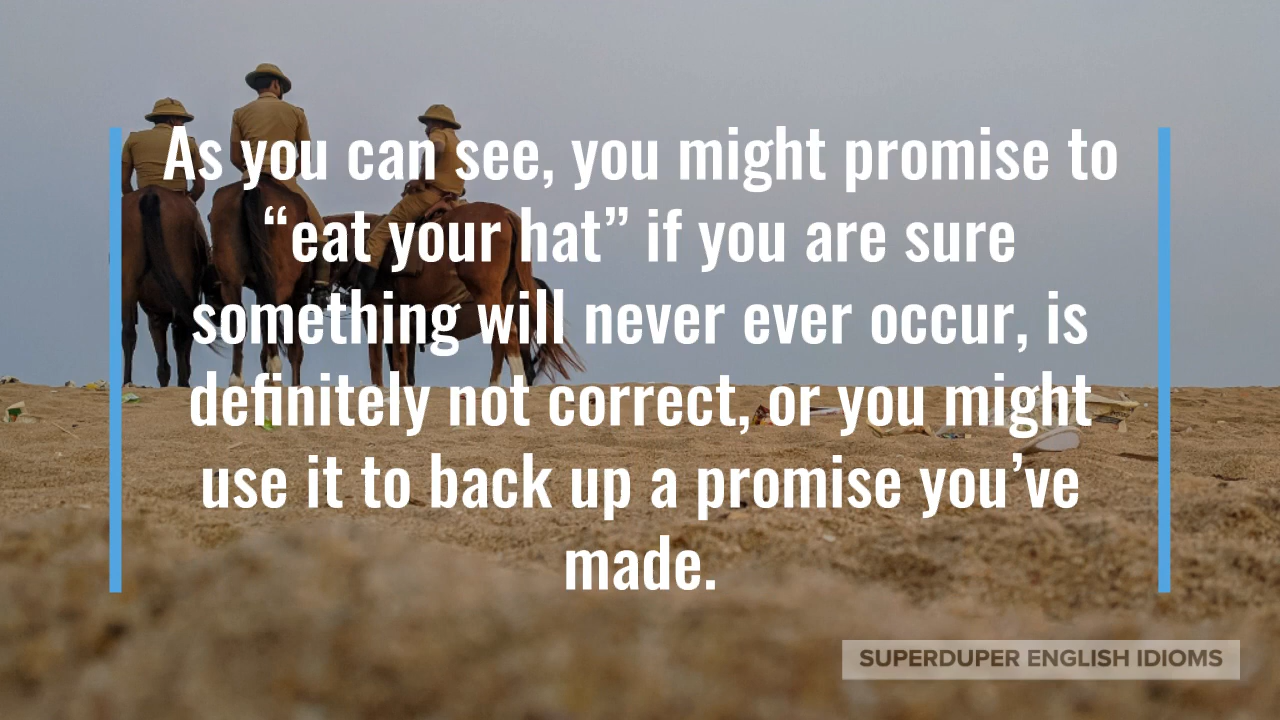 As you can see, you might promise to
“eat your hat” if you are sure
something will never ever occur, is
definitely not correct, or you might
use it to back up a promise you’ve
made.
SUPERDUPER ENGLISH IDIOMS